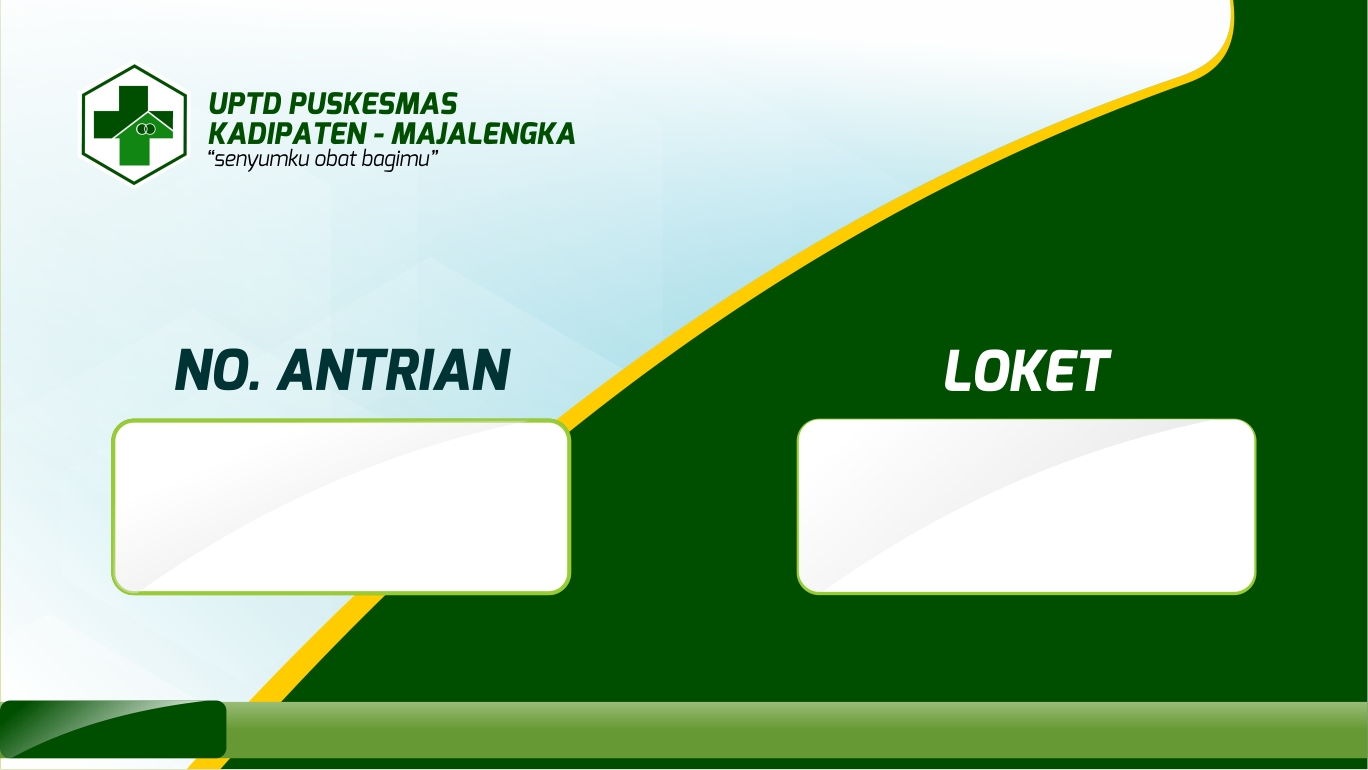 UPTD PUSKESMAS
KADIPATEN - MAJALENGKA
“senyumku obat bagimu”
NO. ANTRIAN
LOKET